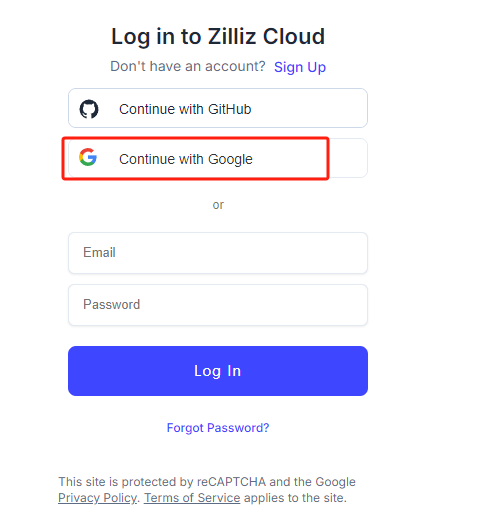 Log in to Zilliz Cloud
Don't have an account? Sign Up
Continue with GitHub
Continue with Google
or
Email
Password
Log In
Forgot Password?
This site is protected by reCAPTCHA and the Google
Privacy Policy. Terms of Service applies to the site.